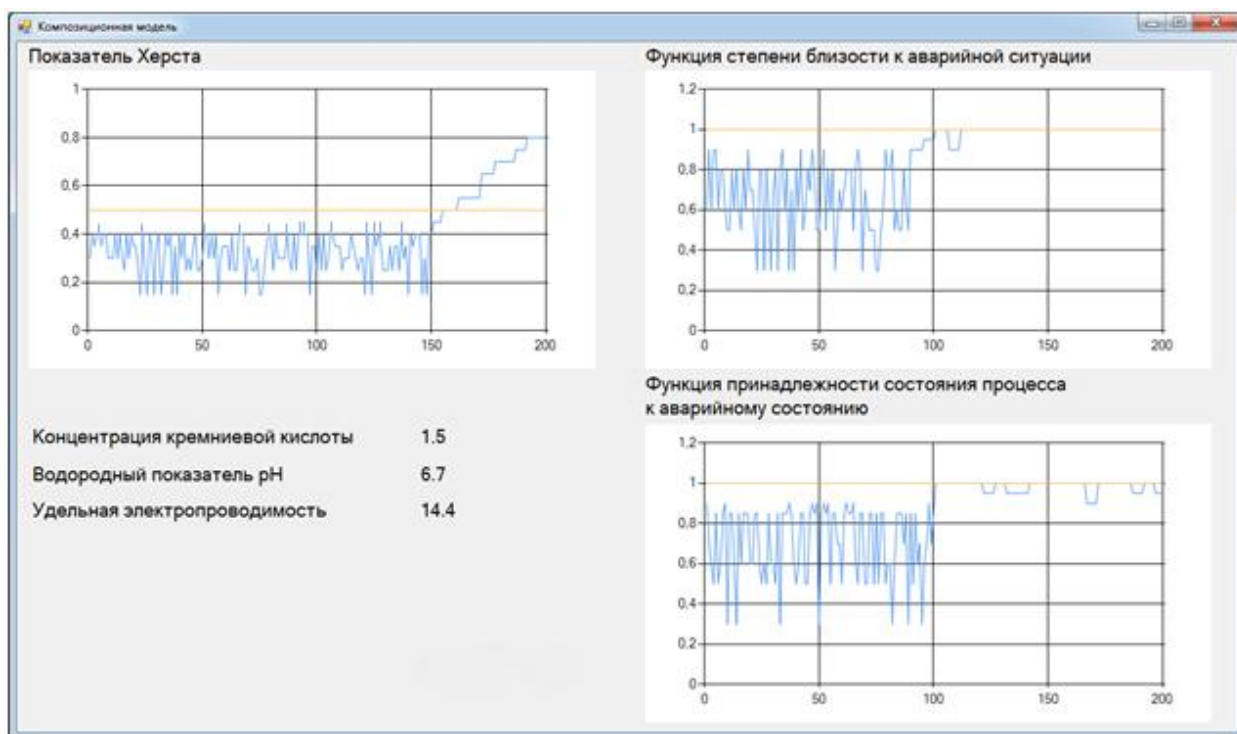 Композиционная модель
Показатель Херста
1
0.8
0.6
0.4
0.2
0
0 50 100 150 200
Функция степени близости к аварийной ситуации
1.2
1
0.8
0.6
0.4
0.2
0
0 50 100 150 200
Концентрация кремниевой кислоты 1.5
Водородный показатель pH 6.7
Удельная электропроводимость 14.4
Функция принадлежности состояния процесса
к аварийному состоянию
1.2
1
0.8
0.6
0.4
0.2
0
0 50 100 150 200